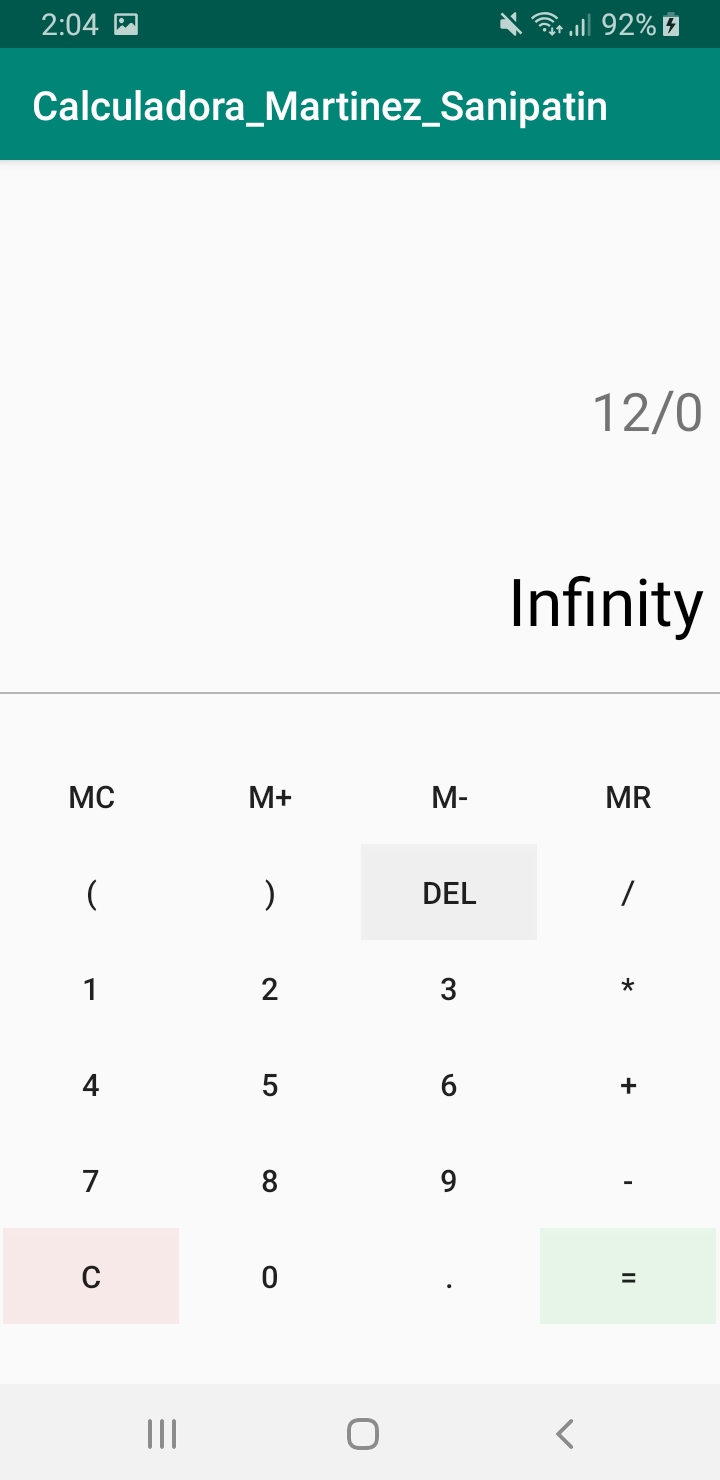 2:04 92%
Calculadora_Martinez_Sanipatin
12/0
Infinity
MC M+ M- MR
( ) DEL /
1 2 3 *
4 5 6 +
7 8 9 -
C 0 . =